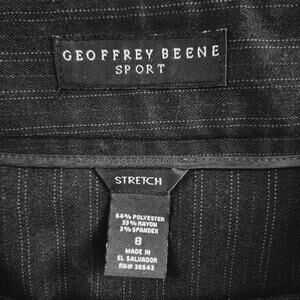 GEOFFREY BEENE
SPORT
STRETCH
64% POLYESTER
33% RAYON
3% SPANDEX
8
MADE IN
EL SALVADOR
RN# 36543